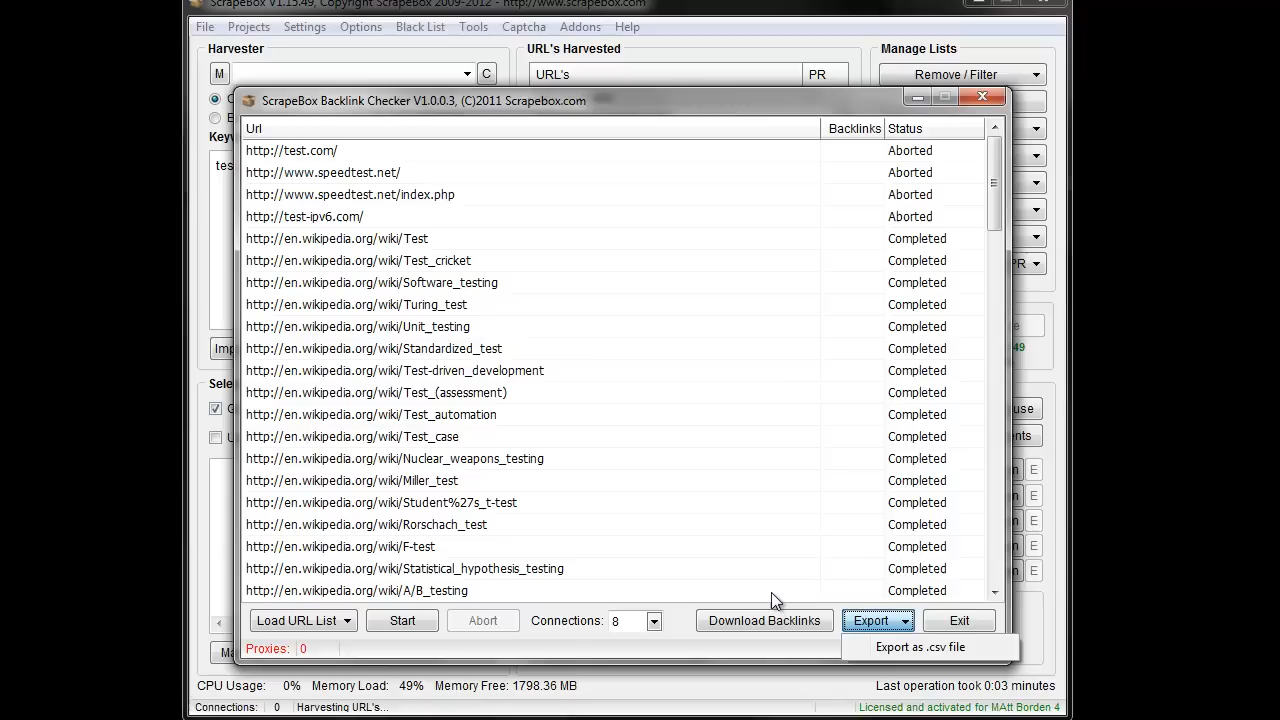 ScrapeBox V1.15.49, Copyright ScrapeBox 2009-2012 - http://www.scrapebox.com
File Projects Settings Options Black List Tools Captcha Addons Help
Harvester URL's Harvested Manage Lists
M C URL's PR Remove / Filter
ScrapeBox Backlink Checker V1.0.0.3, (C)2011 Scrapebox.com
Url Backlinks Status
http://test.com/ Aborted
http://www.speedtest.net/ Aborted
http://www.speedtest.net/index.php Aborted
http://test-ipv6.com/ Aborted
http://en.wikipedia.org/wiki/Test Completed
http://en.wikipedia.org/wiki/Test_cricket Completed
http://en.wikipedia.org/wiki/Software_testing Completed
http://en.wikipedia.org/wiki/Turing_test Completed
http://en.wikipedia.org/wiki/Unit_testing Completed
http://en.wikipedia.org/wiki/Standardized_test Completed
http://en.wikipedia.org/wiki/Test-driven_development Completed
http://en.wikipedia.org/wiki/Test_(assessment) Completed
http://en.wikipedia.org/wiki/Test_automation Completed
http://en.wikipedia.org/wiki/Test_case Completed
http://en.wikipedia.org/wiki/Nuclear_weapons_testing Completed
http://en.wikipedia.org/wiki/Miller_test Completed
http://en.wikipedia.org/wiki/Student%27s_t-test Completed
http://en.wikipedia.org/wiki/Rorschach_test Completed
http://en.wikipedia.org/wiki/F-test Completed
http://en.wikipedia.org/wiki/Statistical_hypothesis_testing Completed
http://en.wikipedia.org/wiki/A/B_testing Completed
Load URL List Start Abort Connections: 8 Download Backlinks Export Exit
Proxies: 0 Export as .csv file
CPU Usage: 0% Memory Load: 49% Memory Free: 1798.36 MB Last operation took 0:03 minutes
Connections: 0 Harvesting URL's... Licensed and activated for MAtt Borden 4